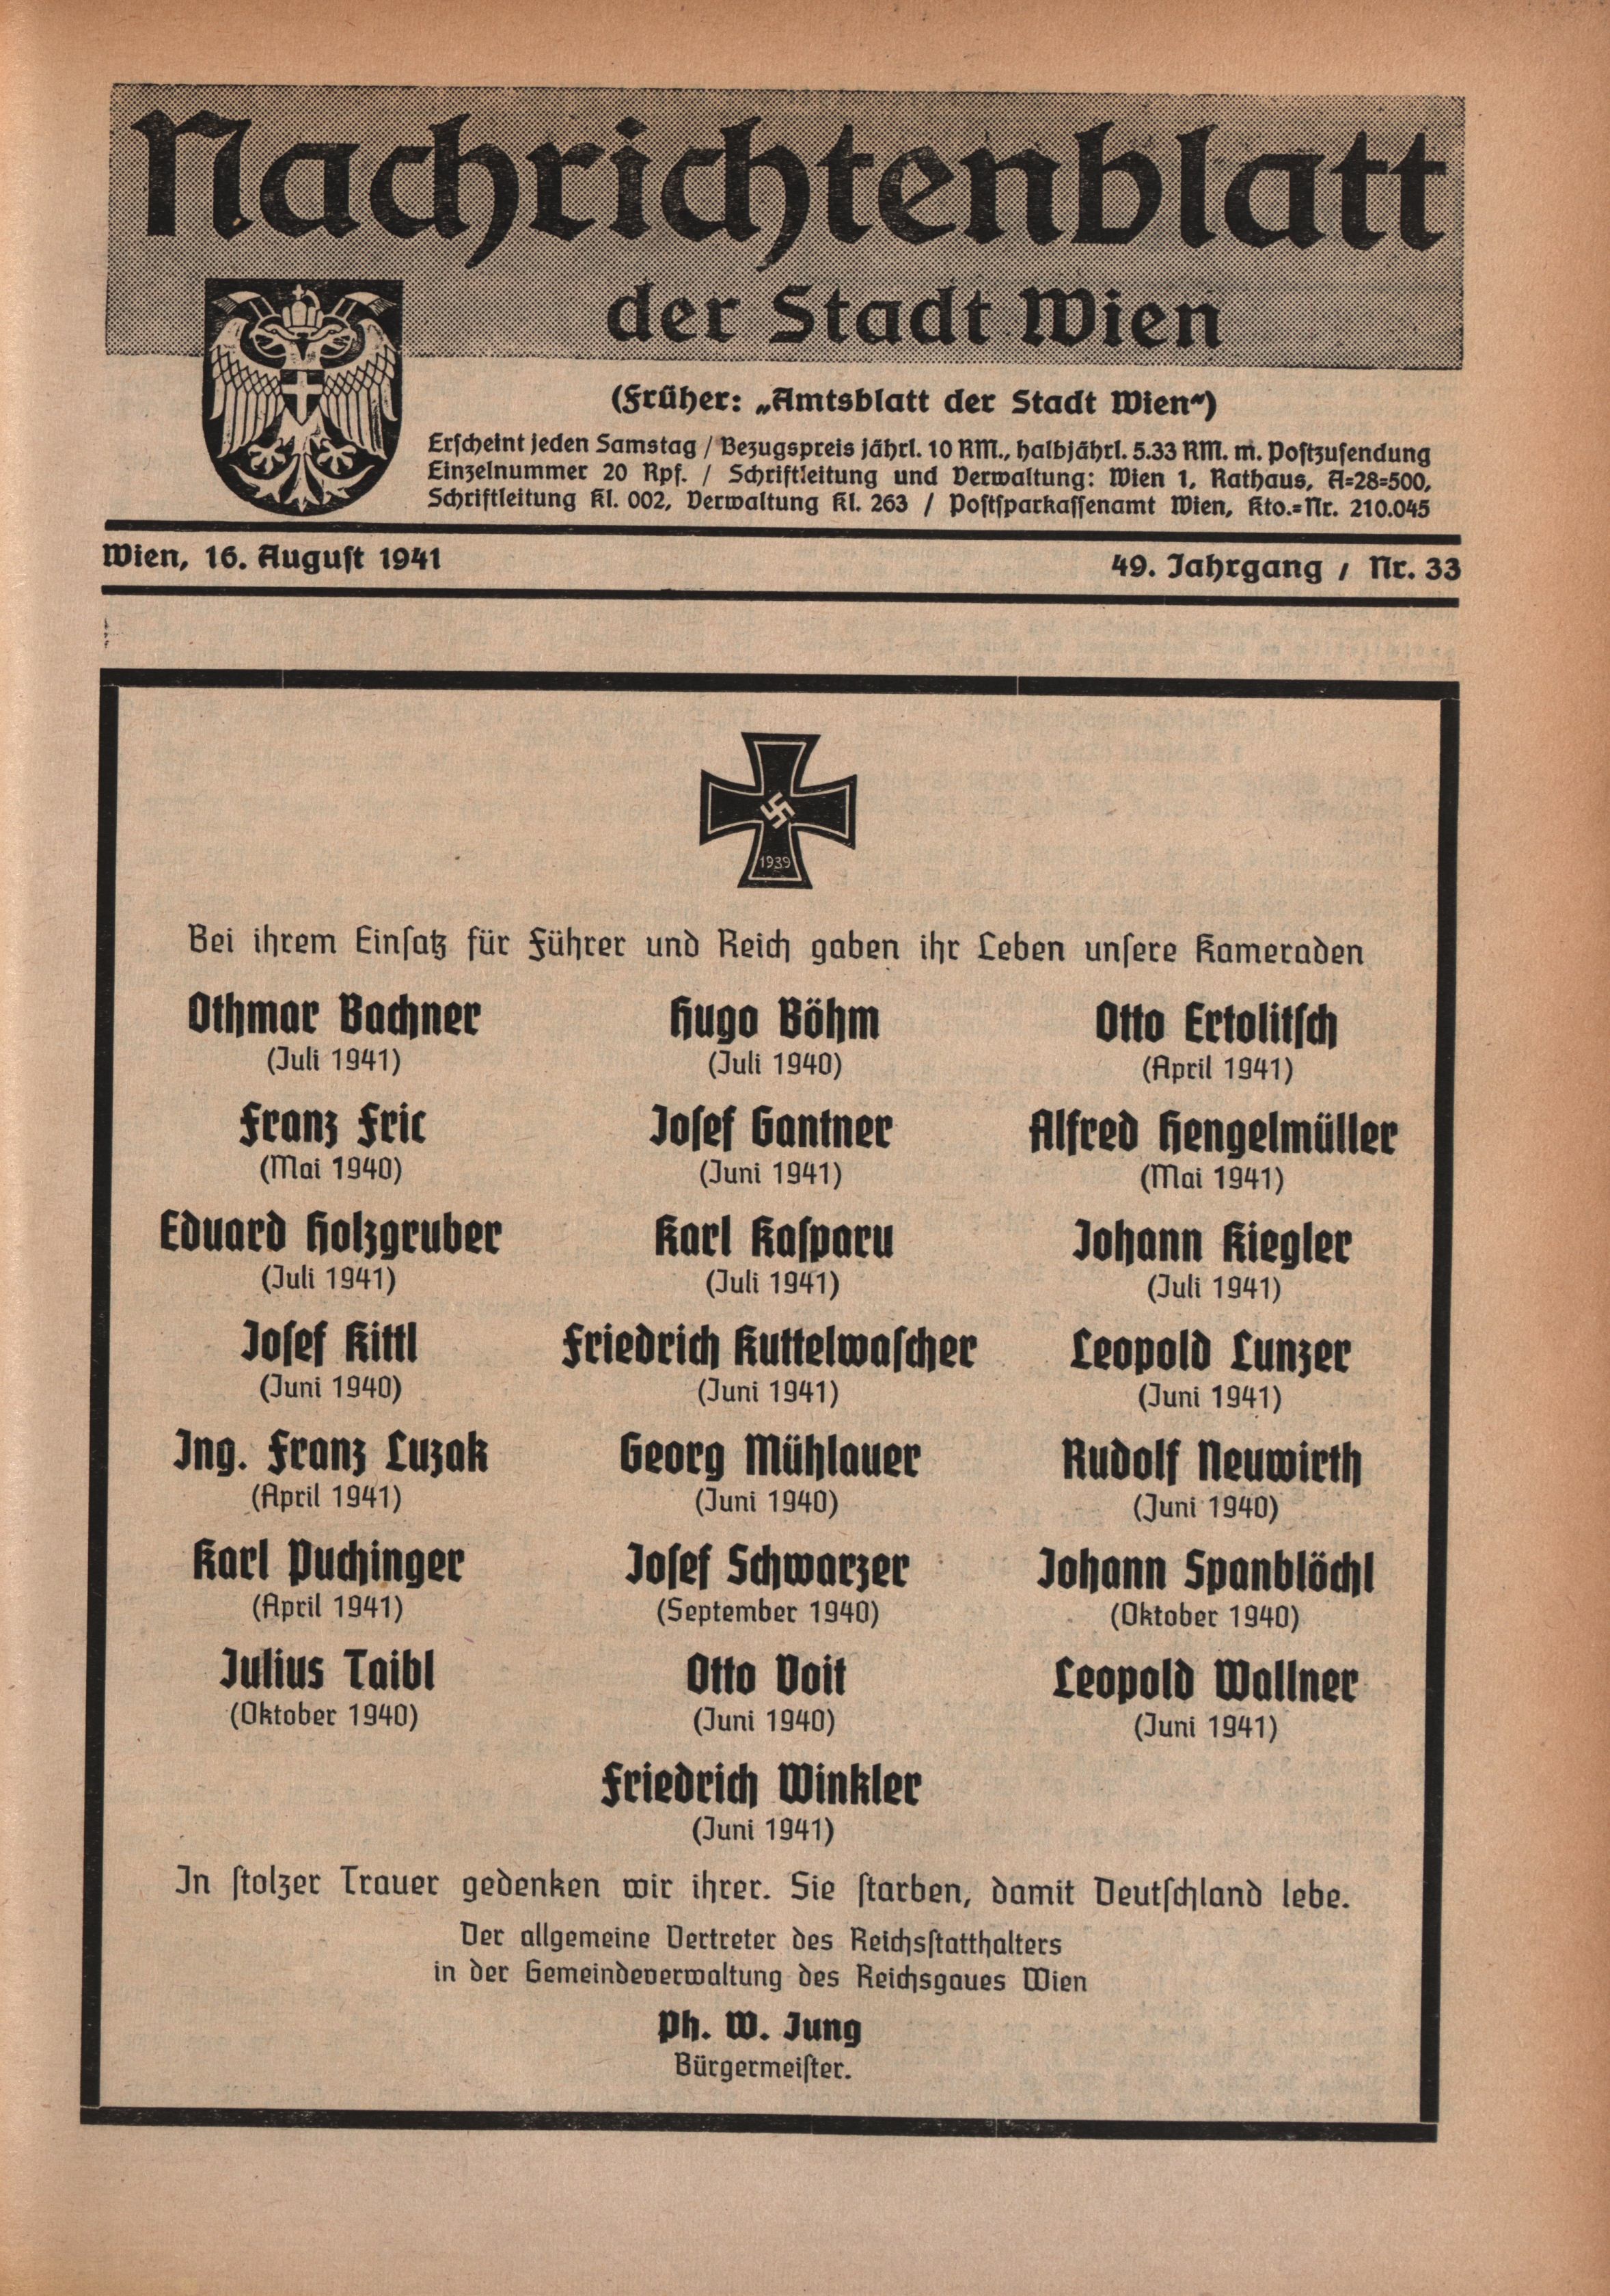 Nachrichtenblatt
der Stadt Wien
(Früher: „Amtsblatt der Stadt Wien“)
Erſcheint jeden Samstag / Bezugspreis jährl. 10 RM., halbjährl. 5.33 RM. m. Poſtzuſendung
Einzelnummer 20 Rpf. / Schriftleitung und Verwaltung: Wien 1, Rathaus, A=28=500,
Schriftleitung Kl. 002, Verwaltung Kl. 263 / Poſtſparkaſſenamt Wien, Kto.=Nr. 210.045
Wien, 16. Auguſt 1941
49. Jahrgang / Nr. 33
1939
Bei ihrem Einſatz für Führer und Reich gaben ihr Leben unſere Kameraden
Othmar Bachner Hugo Böhm Otto Ertolitſch
(Juli 1941) (Juli 1940) (April 1941)
Franz Fric Joſef Gantner Alfred Hengelmüller
(Mai 1940) (Juni 1941) (Mai 1941)
Eduard Holzgruber Karl Kaſparu Johann Kiegler
(Juli 1941) (Juli 1941) (Juli 1941)
Joſef Kittl Friedrich Kuttelwaſcher Leopold Lunzer
(Juni 1940) (Juni 1941) (Juni 1941)
Ing. Franz Luzak Georg Mühlauer Rudolf Neuwirth
(April 1941) (Juni 1940) (Juni 1940)
Karl Puchinger Joſef Schwarzer Johann Spanblöchl
(April 1941) (September 1940) (Oktober 1940)
Julius Taibl Otto Voit Leopold Wallner
(Oktober 1940) (Juni 1940) (Juni 1941)
Friedrich Winkler
(Juni 1941)
In ſtolzer Trauer gedenken wir ihrer. Sie ſtarben, damit Deutſchland lebe.
Der allgemeine Vertreter des Reichsſtatthalters
in der Gemeindeverwaltung des Reichsgaues Wien
Ph. W. Jung
Bürgermeiſter.